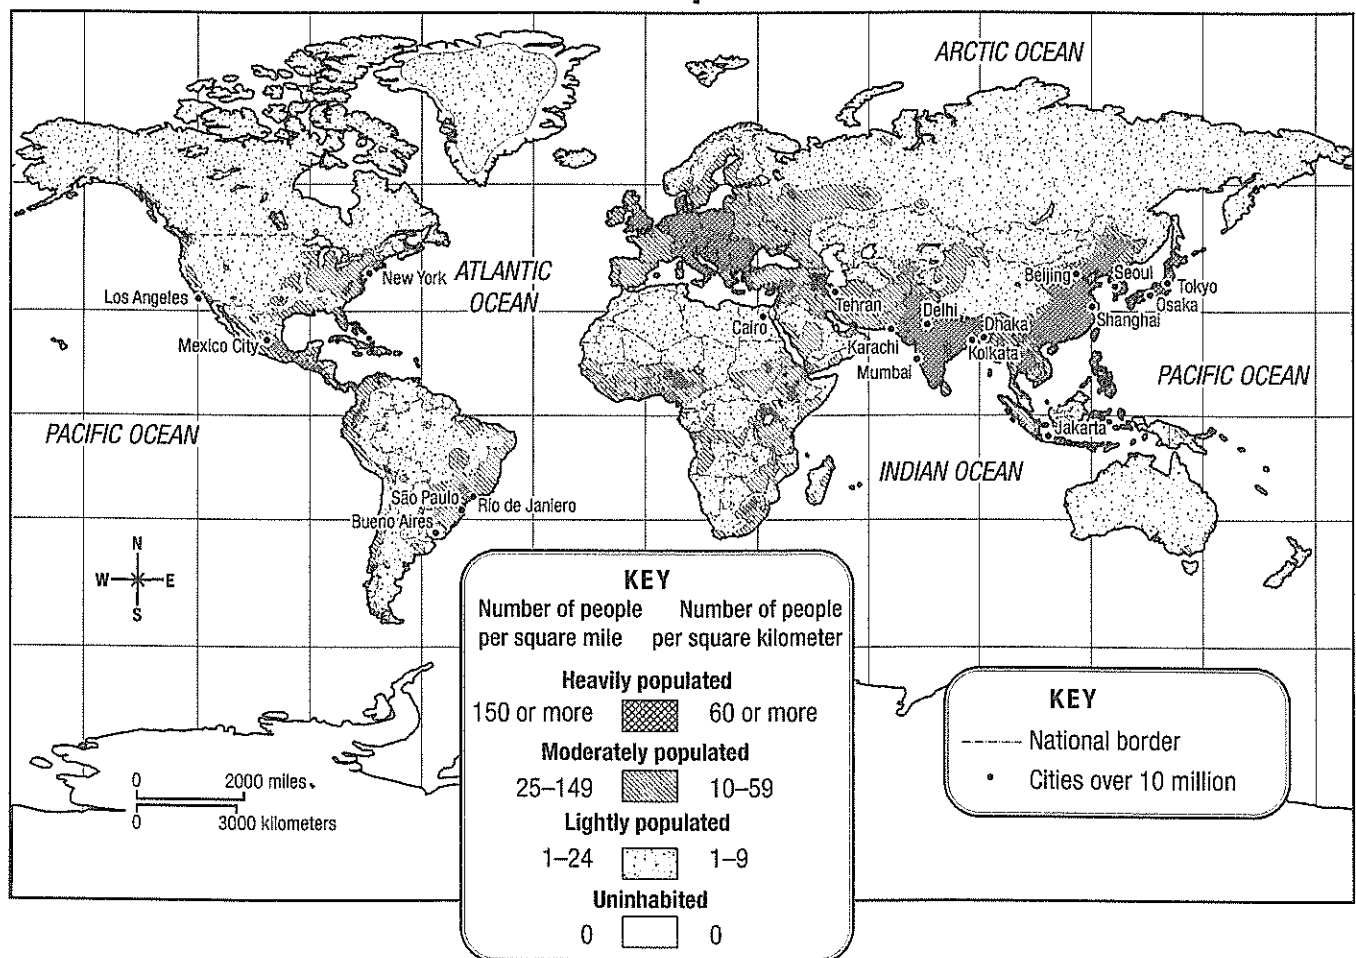 ARCTIC OCEAN
New York
ATLANTIC
OCEAN
Los Angeles
Mexico City
Beijing
Seoul
Tokyo
Osaka
Shanghai
Tehran
Delhi
Cairo
Dhaka
Karachi
Kolkata
Mumbai
PACIFIC OCEAN
PACIFIC OCEAN
Jakarta
INDIAN OCEAN
São Paulo
Rio de Janiero
Bueno Aires
N
W
E
S
KEY
Number of people
per square mile
Number of people
per square kilometer
Heavily populated
150 or more
60 or more
Moderately populated
25–149
10–59
Lightly populated
1–24
1–9
Uninhabited
0
0
KEY
National border
Cities over 10 million
0
2000 miles
0
3000 kilometers